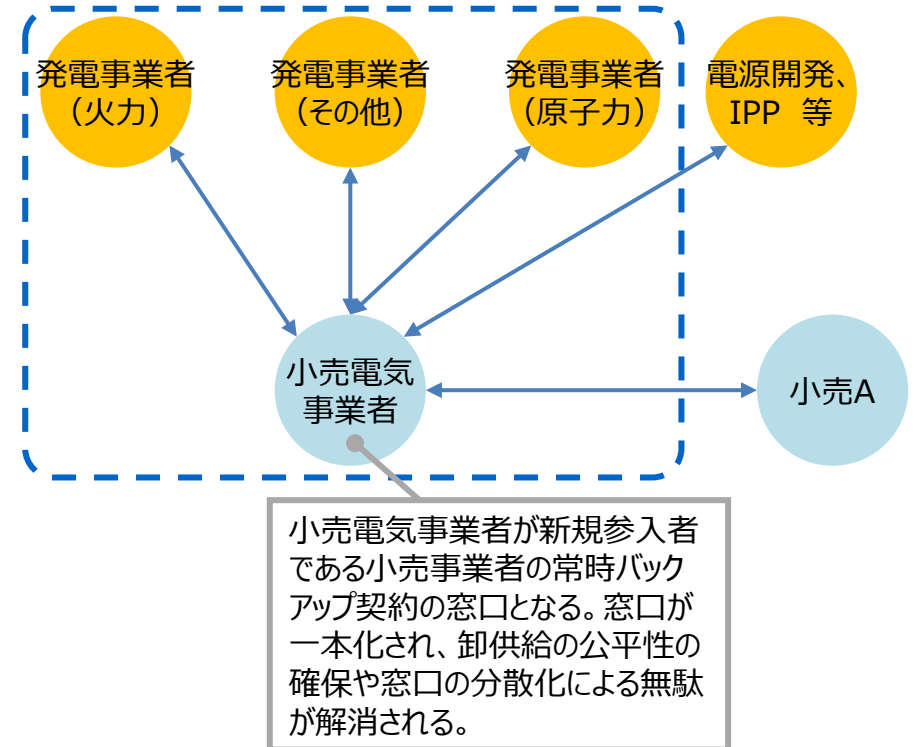 発電事業者
（火力）
発電事業者
（その他）
発電事業者
（原子力）
電源開発、
IPP 等
小売電気
事業者
小売A
小売電気事業者が新規参入者
である小売事業者の常時バック
アップ契約の窓口となる。窓口が
一本化され、卸供給の公平性の
確保や窓口の分散化による無駄
が解消される。